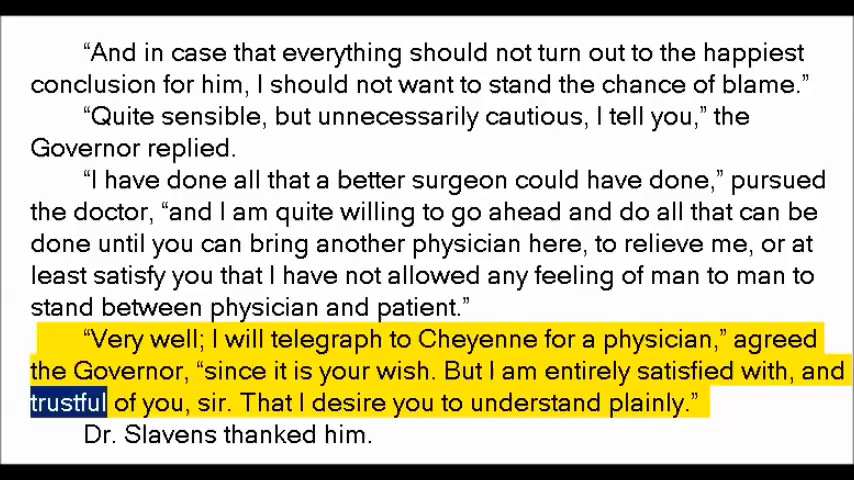 “And in case that everything should not turn out to the happiest
conclusion for him, I should not want to stand the chance of blame.”
“Quite sensible, but unnecessarily cautious, I tell you,” the
Governor replied.
“I have done all that a better surgeon could have done,” pursued
the doctor, “and I am quite willing to go ahead and do all that can be
done until you can bring another physician here, to relieve me, or at
least satisfy you that I have not allowed any feeling of man to man to
stand between physician and patient.”
“Very well; I will telegraph to Cheyenne for a physician,” agreed
the Governor, “since it is your wish. But I am entirely satisfied with, and
trustful of you, sir. That I desire you to understand plainly.”
Dr. Slavens thanked him.